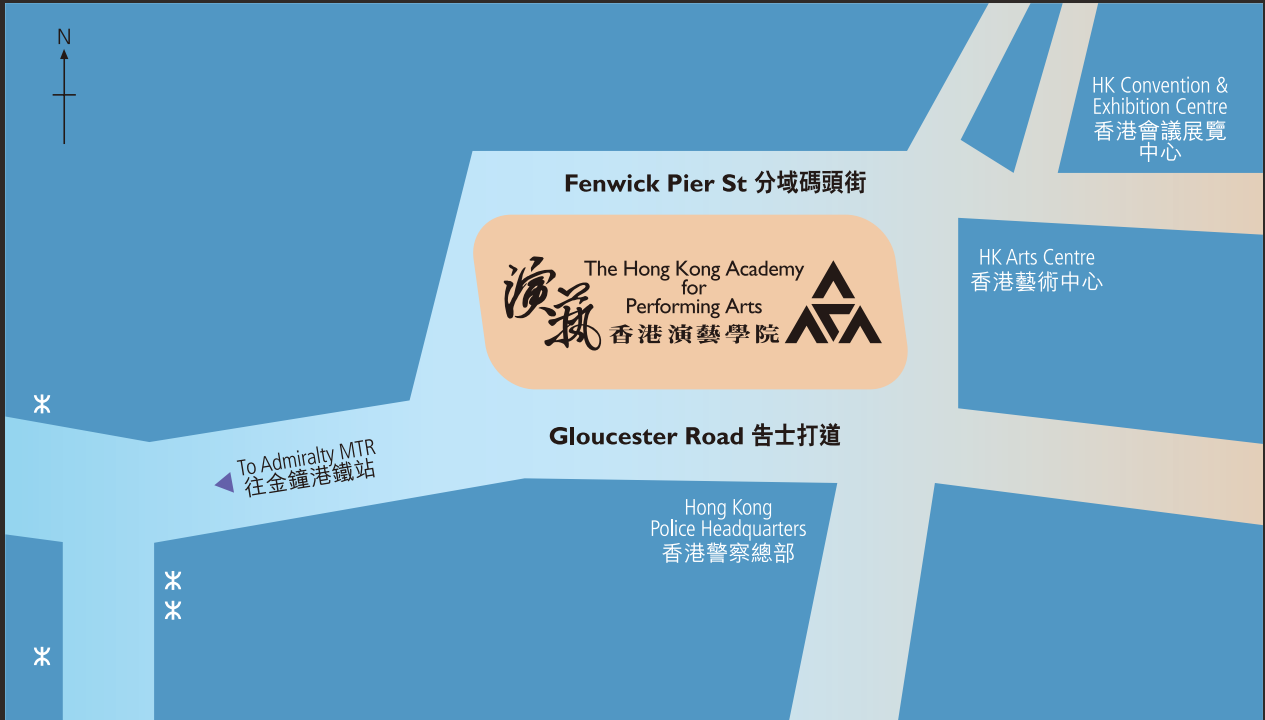 N
HK Convention &
Exhibition Centre
香港會議展覽
中心
Fenwick Pier St 分域碼頭街
HK Arts Centre
香港藝術中心
演藝
The Hong Kong Academy
for
Performing Arts
香港演藝學院
APA
Gloucester Road 告士打道
To Admiralty MTR
往金鐘港鐵站
Hong Kong
Police Headquarters
香港警察總部